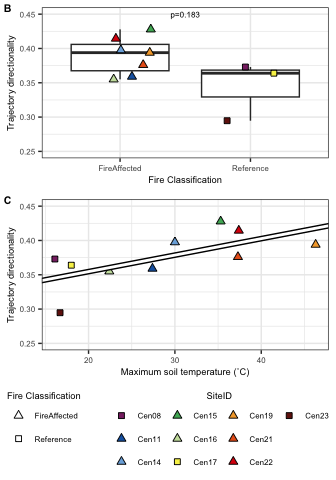 B
p=0.183
0.45
0.40
0.35
0.30
0.25
Trajectory directionality
FireAffected
Reference
Fire Classification
C
0.45
0.40
0.35
0.30
0.25
Trajectory directionality
20
30
40
Maximum soil temperature (˚C)
Fire Classification
FireAffected
Reference
SiteID
Cen08
Cen15
Cen19
Cen23
Cen11
Cen16
Cen21
Cen14
Cen17
Cen22